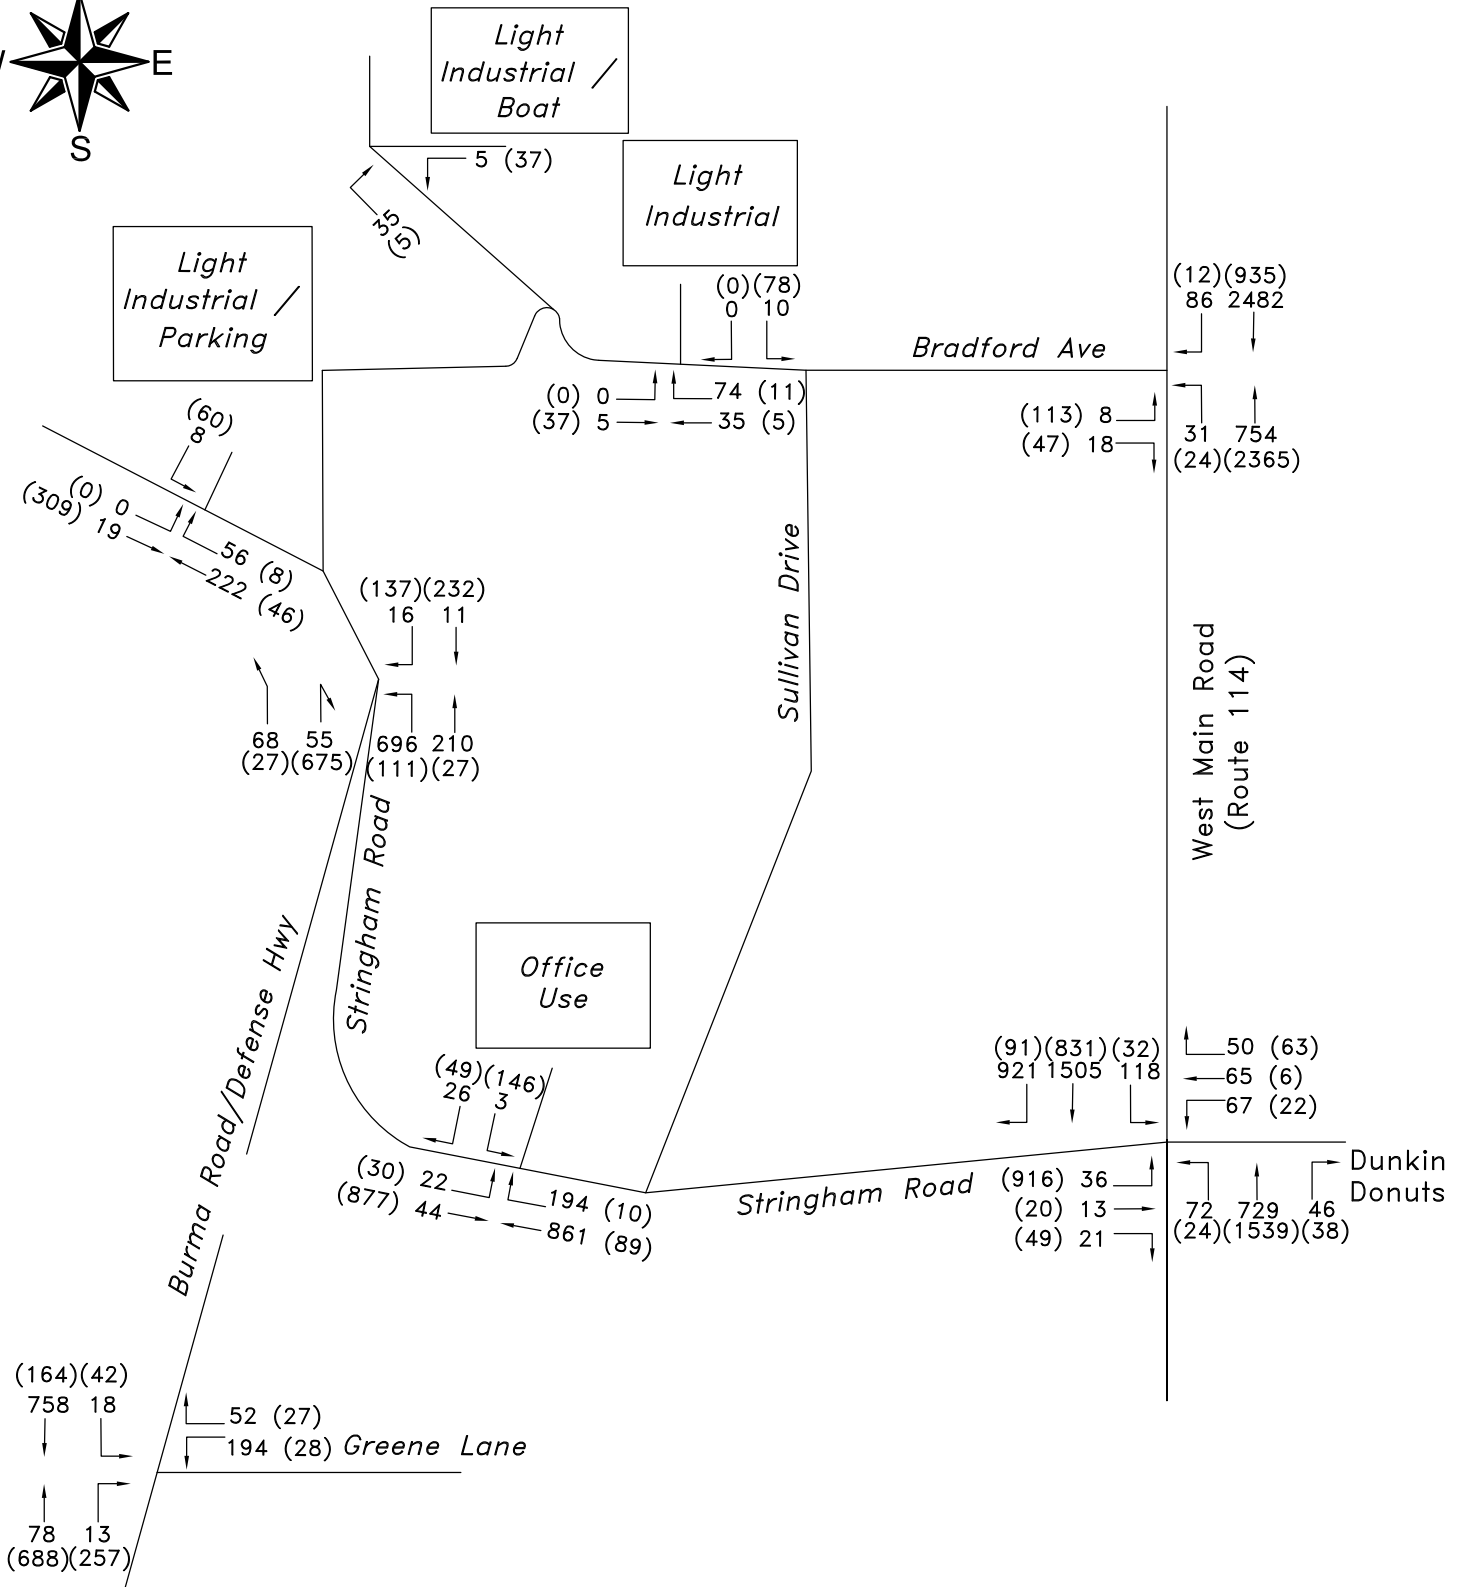 E
S
Light
Industrial /
Boat
5 (37)
35
(5)
Light
Industrial
Light
Industrial /
Parking
(0)(78)
0 10
(0) 0
(37) 5
74 (11)
35 (5)
Bradford Ave
(12)(935)
86 2482
(113) 8
(47) 18
31 754
(24)(2365)
(60)
8
(0) 0
(309) 19
56 (8)
222 (46)
(137)(232)
16 11
68 55
(27)(675)
696 210
(111)(27)
Sullivan Drive
West Main Road
(Route 114)
Stringham Road
Burma Road/Defense Hwy
Office
Use
(49)(146)
26 3
(30) 22
(877) 44
194 (10)
861 (89)
Stringham Road
(91)(831)(32)
921 1505 118
50 (63)
65 (6)
67 (22)
(916) 36
(20) 13
(49) 21
72 729 46
(24)(1539)(38)
Dunkin
Donuts
(164)(42)
758 18
52 (27)
194 (28)
Greene Lane
78 13
(688)(257)